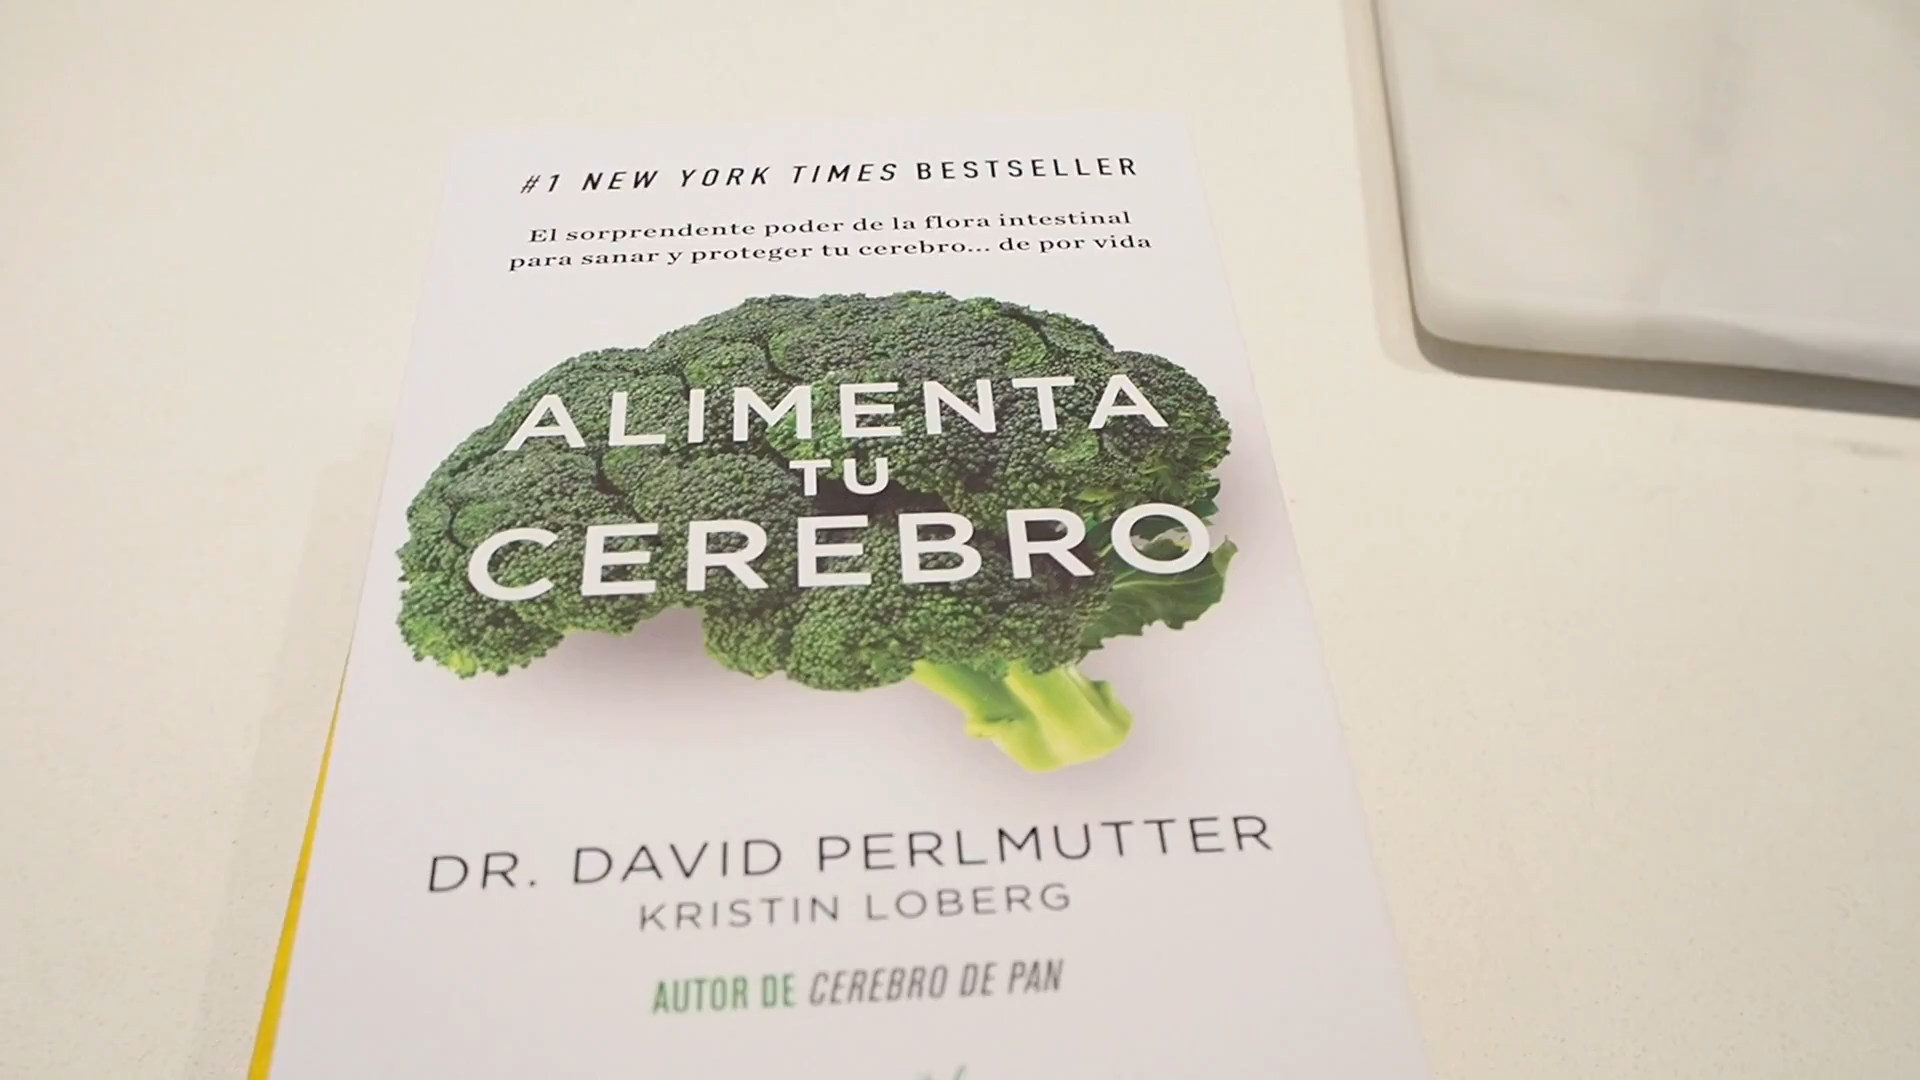 #1 NEW YORK TIMES BESTSELLER
El sorprendente poder de la flora intestinal
para sanar y proteger tu cerebro... de por vida
ALIMENTA
TU
CEREBRO
DR. DAVID PERLMUTTER
KRISTIN LOBERG
AUTOR DE CEREBRO DE PAN